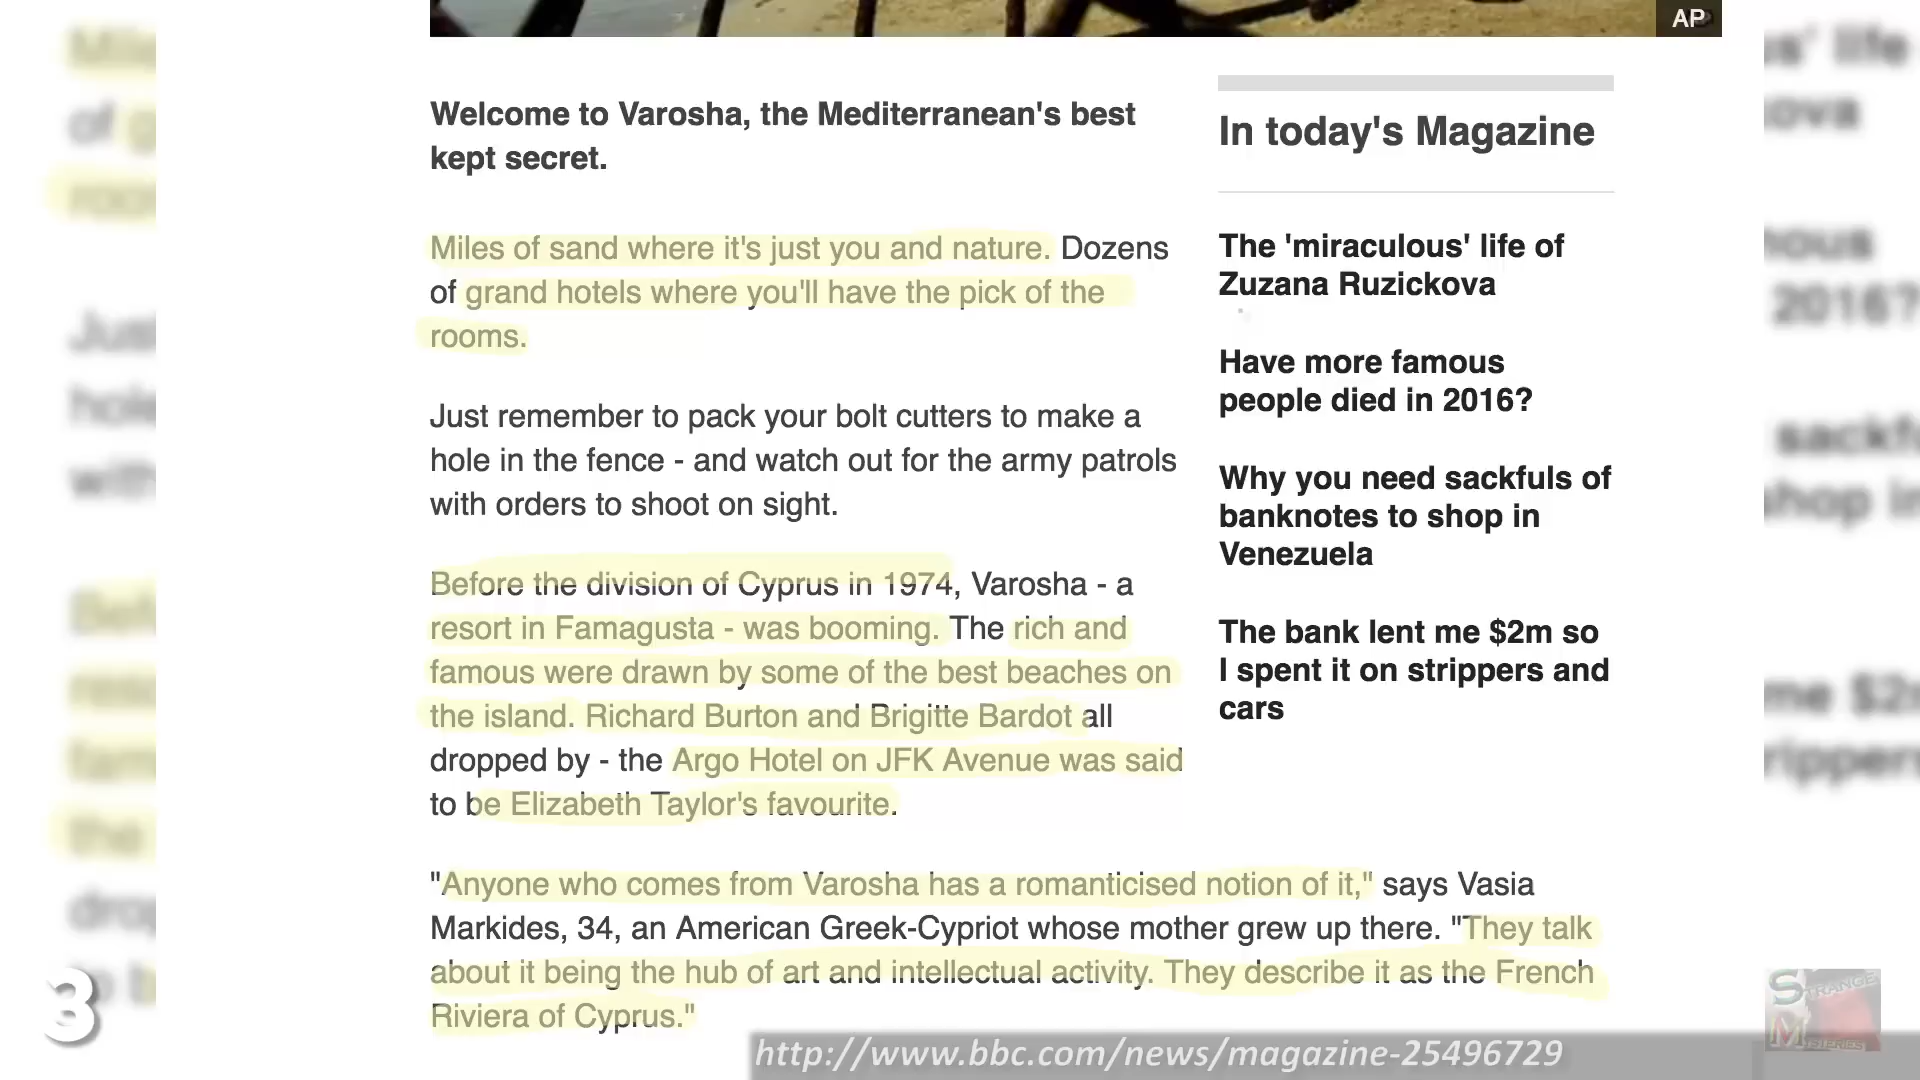 AP
Welcome to Varosha, the Mediterranean's best
kept secret.
Miles of sand where it's just you and nature. Dozens
of grand hotels where you'll have the pick of the
rooms.
Just remember to pack your bolt cutters to make a
hole in the fence - and watch out for the army patrols
with orders to shoot on sight.
Before the division of Cyprus in 1974, Varosha - a
resort in Famagusta - was booming. The rich and
famous were drawn by some of the best beaches on
the island. Richard Burton and Brigitte Bardot all
dropped by - the Argo Hotel on JFK Avenue was said
to be Elizabeth Taylor's favourite.
"Anyone who comes from Varosha has a romanticised notion of it," says Vasia
Markides, 34, an American Greek-Cypriot whose mother grew up there. "They talk
about it being the hub of art and intellectual activity. They describe it as the French
Riviera of Cyprus."
In today's Magazine
The 'miraculous' life of
Zuzana Ruzickova
Have more famous
people died in 2016?
Why you need sackfuls of
banknotes to shop in
Venezuela
The bank lent me $2m so
I spent it on strippers and
cars
3
http://www.bbc.com/news/magazine-25496729
STRANGE
MYSTERIES